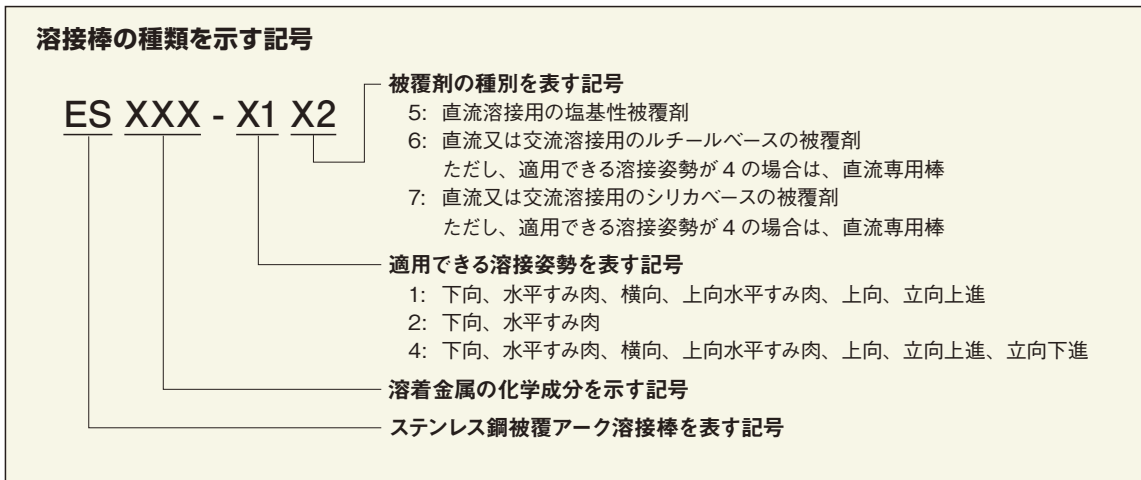 溶接棒の種類を示す記号
ES XXX - X1 X2
被覆剤の種別を表す記号
5: 直流溶接用の塩基性被覆剤
6: 直流又は交流溶接用のルチールベースの被覆剤
ただし、適用できる溶接姿勢が 4 の場合は、直流専用棒
7: 直流又は交流溶接用のシリカベースの被覆剤
ただし、適用できる溶接姿勢が 4 の場合は、直流専用棒
適用できる溶接姿勢を表す記号
1: 下向、水平すみ肉、横向、上向水平すみ肉、上向、立向上進
2: 下向、水平すみ肉
4: 下向、水平すみ肉、横向、上向水平すみ肉、上向、立向上進、立向下進
溶着金属の化学成分を示す記号
ステンレス鋼被覆アーク溶接棒を表す記号